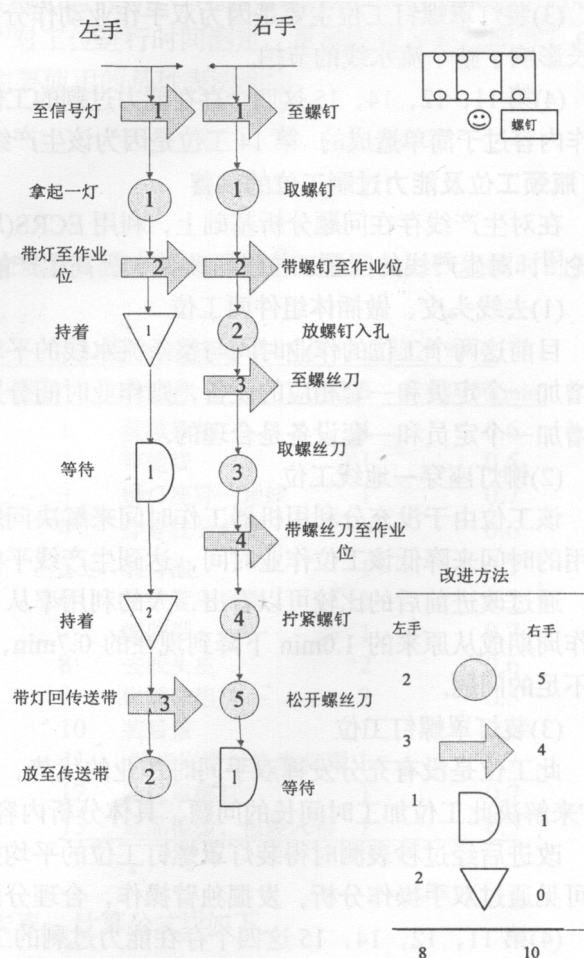 左手 右手
至信号灯 1 1 至螺钉
螺钉
拿起一灯 1 1 取螺钉
带灯至作业
位
2 2 带螺钉至作业位
持着 1 2 放螺钉入孔
3 至螺丝刀
等待 1 3 取螺丝刀
4 带螺丝刀至作业
位
持着 1 4 拧紧螺钉
带灯回传送带 3 5 松开螺丝刀
放至传送带 2 1 等待
改进方法
左手 右手
2 5
3 4
1 1
2 0
8 10